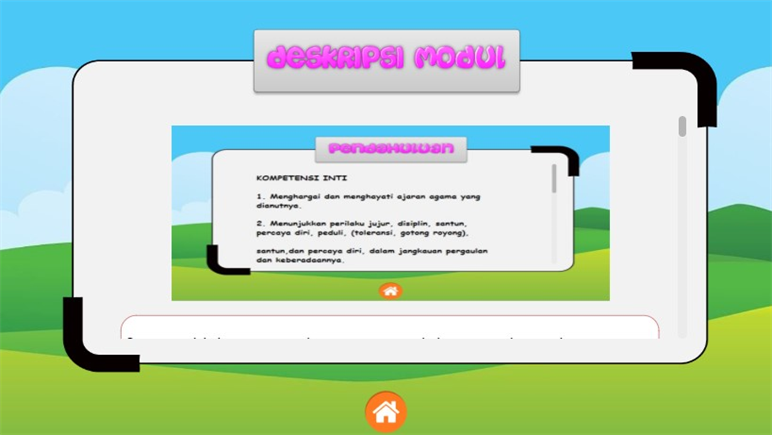 DESKRIPSI MODUL
PENDAHULUAN
KOMPETENSI INTI
1. Menghargai dan menghayati ajaran agama yang
dianutnya.
2. Menunjukkan perilaku jujur, disiplin, santun,
percaya diri, peduli, (toleransi, gotong royong),
santun,dan percaya diri, dalam jangkauan pergaulan
dan keberadaannya.